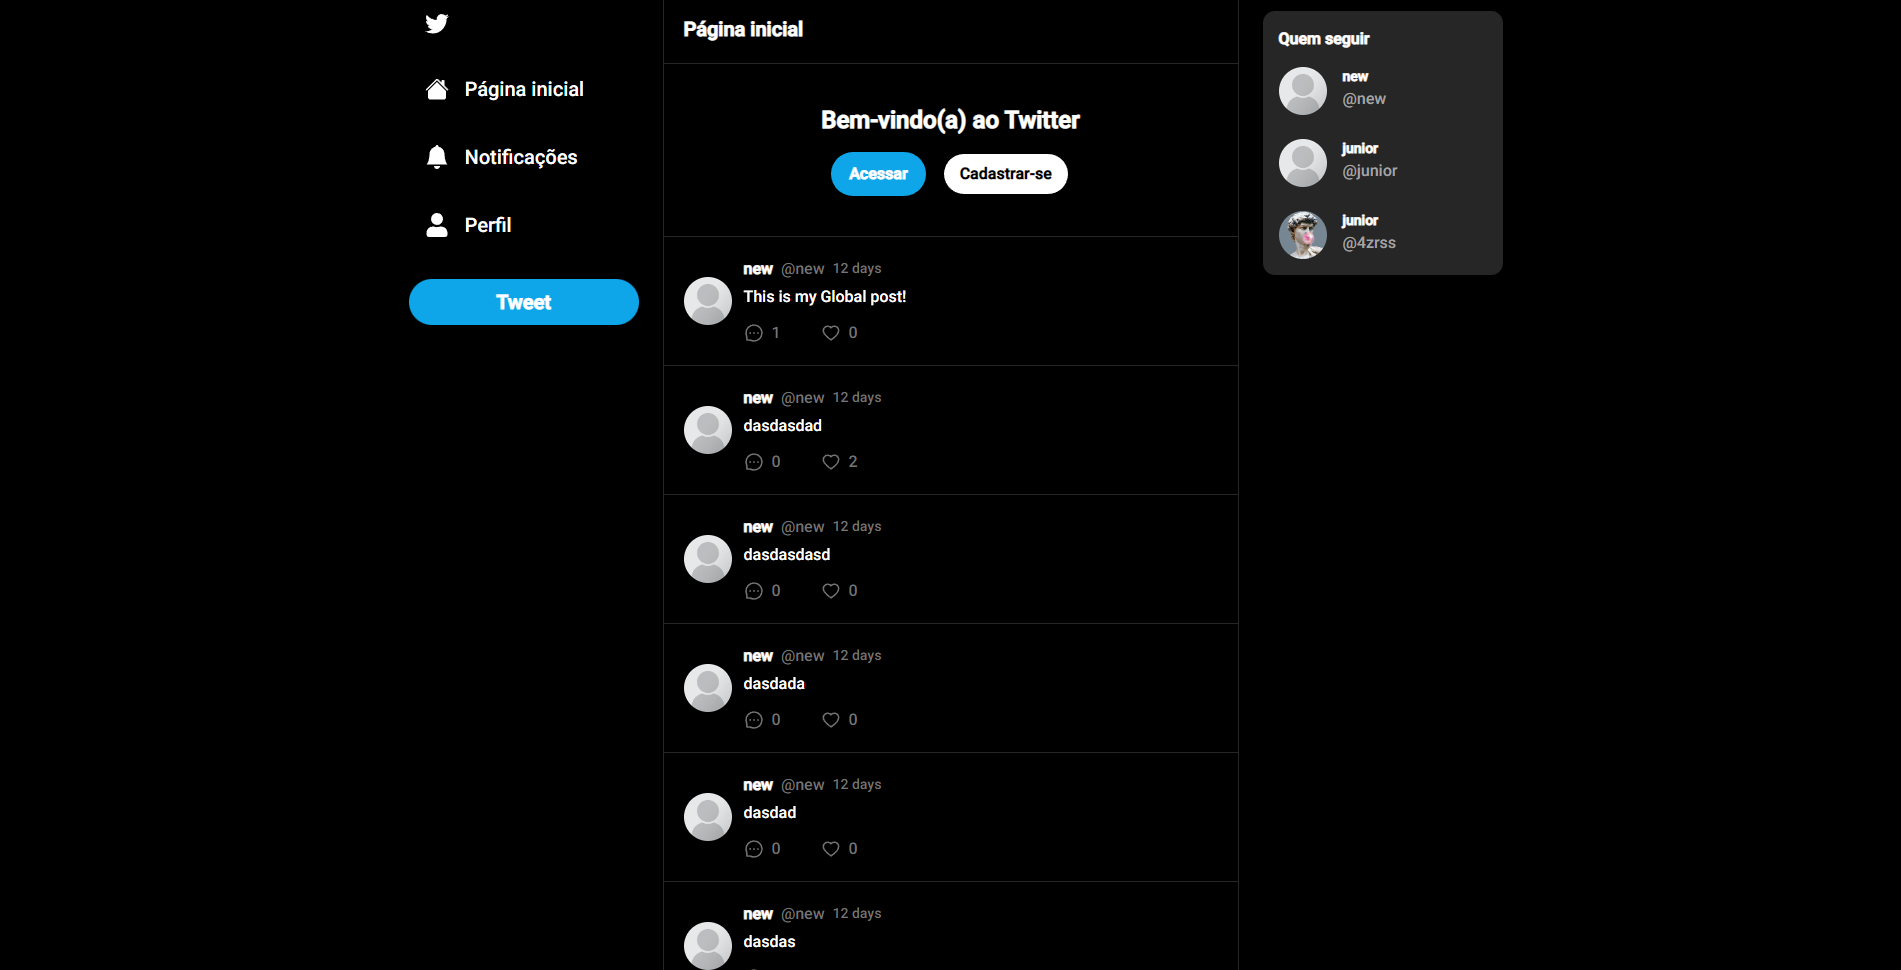 Página inicial
Notificações
Perfil
Tweet
Página inicial
Bem-vindo(a) ao Twitter
Acessar
Cadastrar-se
new @new 12 days
This is my Global post!
1 0
new @new 12 days
dasdasdad
0 2
new @new 12 days
dasdasdasd
0 0
new @new 12 days
dasdada
0 0
new @new 12 days
dasdad
0 0
new @new 12 days
dasdas
Quem seguir
new
@new
junior
@junior
junior
@4zrss